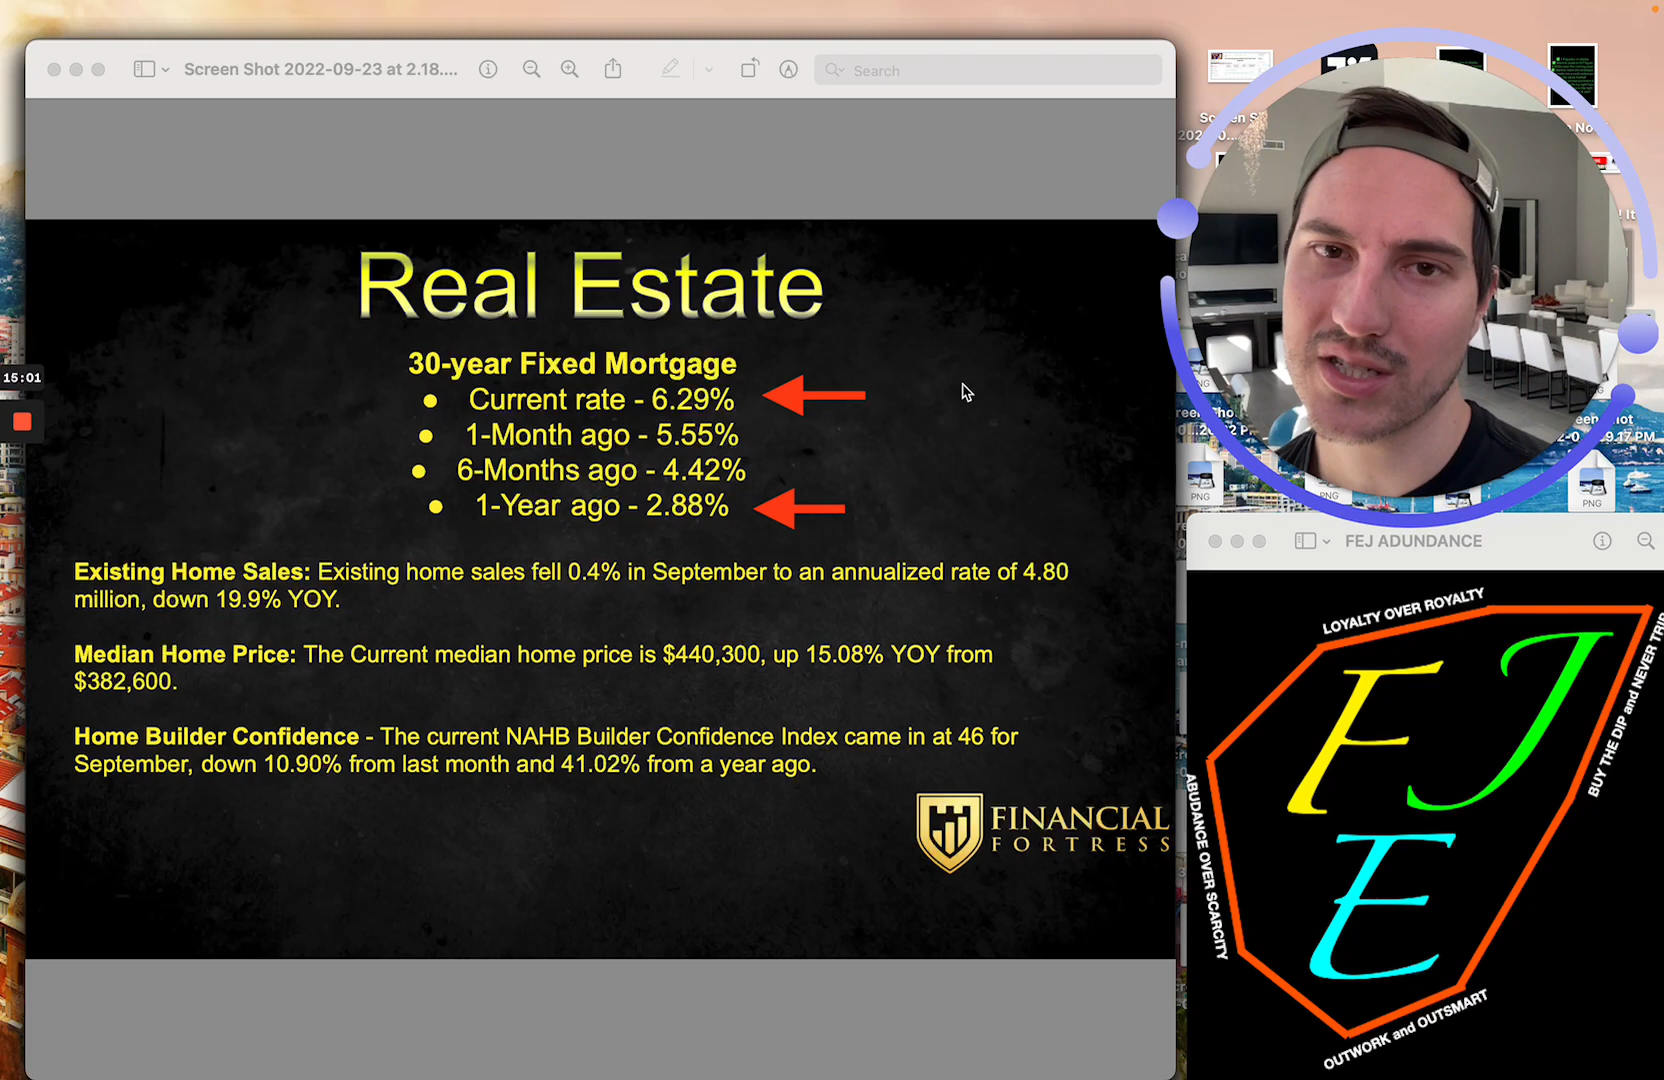 Screen Shot 2022-09-23 at 2.18....
Search
Real Estate
30-year Fixed Mortgage
● Current rate - 6.29%
● 1-Month ago - 5.55%
● 6-Months ago - 4.42%
● 1-Year ago - 2.88%
15:01
Existing Home Sales: Existing home sales fell 0.4% in September to an annualized rate of 4.80
million, down 19.9% YOY.
Median Home Price: The Current median home price is $440,300, up 15.08% YOY from
$382,600.
Home Builder Confidence - The current NAHB Builder Confidence Index came in at 46 for
September, down 10.90% from last month and 41.02% from a year ago.
FINANCIAL
FORTRESS
PNG
PNG
PNG
FEJ ADUNDANCE
LOYALTY OVER ROYALTY
BUY THE DIP and NEVER TRIP
ABUDANCE OVER SCARCITY
OUTWORK and OUTSMART
F J
E